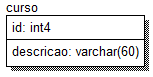 curso
id: int4
descricao: varchar(60)